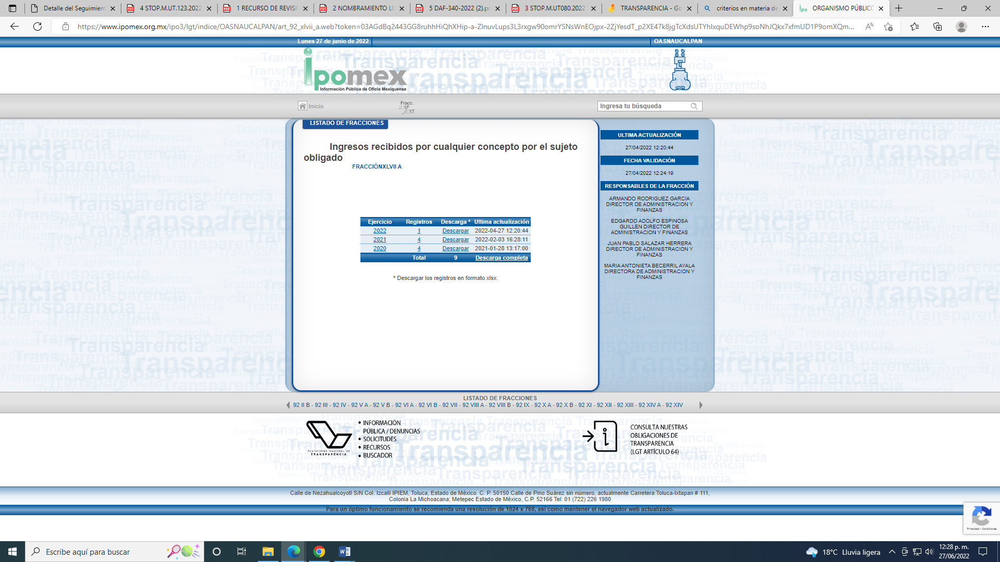 Detalle del Seguimient
4 STOP.M.UT.123.2022
1 RECURSO DE REVISI
2 NOMBRAMIENTO LI
5 DAF-340-2022 (2).p
3 STOP.M.UT080.2022
TRANSPARENCIA - Go
criterios en materia de
ORGANISMO PÚBLICO
https://www.ipomex.org.mx/ipo3/lgt/indice/OASNAUCALPAN/art_92_xlvii_a.web?token=
Lunes 27 de junio de 2022
OASNAUCALPAN
ipomex
Información Pública de Oficio Mexiquense
Inicio
Fracc.
2018
2017
Ingresa tu búsqueda
LISTADO DE FRACCIONES
Ingresos recibidos por cualquier concepto por el sujeto
obligado
FRACCIÓNXLVII A
Ejercicio Registros Descarga * Ultima actualización
2022 1 Descargar 2022-04-27 12:20:44
2021 4 Descargar 2022-02-03 16:28:11
2020 4 Descargar 2021-01-28 13:17:00
Total 9 Descarga completa
* Descargar los registros en formato xlsx.
ULTIMA ACTUALIZACIÓN
27/04/2022 12:20:44
FECHA VALIDACIÓN
27/04/2022 12:24:19
RESPONSABLES DE LA FRACCIÓN
ARMANDO RODRIGUEZ GARCIA
DIRECTOR DE ADMINISTRACION Y
FINANZAS
EDGARDO ADOLFO ESPINOSA
GUILLEN DIRECTOR DE
ADMINISTRACION Y FINANZAS
JUAN PABLO SALAZAR HERRERA
DIRECTOR DE ADMINISTRACION Y
FINANZAS
MARIA ANTONIETA BECERRIL AYALA
DIRECTORA DE ADMINISTRACION Y
FINANZAS
LISTADO DE FRACCIONES
92 II B - 92 III - 92 IV - 92 V A - 92 V B - 92 VI A - 92 VI B - 92 VII - 92 VIII A - 92 VIII B - 92 IX - 92 X A - 92 X B - 92 XI - 92 XII - 92 XIII - 92 XIV A - 92 XIV
PLATAFORMA NACIONAL DE
TRANSPARENCIA
• INFORMACIÓN
PÚBLICA / DENUNCIAS
• SOLICITUDES
• RECURSOS
• BUSCADOR
CONSULTA NUESTRAS
OBLIGACIONES DE
TRANSPARENCIA
(LGT ARTÍCULO 64)
Calle de Nezahualcoyotl S/N Col. Izcalli IPIEM, Toluca, Estado de México. C. P. 50150 Calle de Pino Suárez sin número, actualmente Carretera Toluca-Ixtapan # 111,
Colonia La Michoacana; Metepec Estado de México, C.P. 52166 Tel: 01 (722) 226 1980
Para un óptimo funcionamiento se recomienda una resolución de 1024 x 768, así como mantener el navegador web actualizado.
Privacidad - Condiciones
Escribe aquí para buscar
18°C Lluvia ligera
12:28 p. m.
27/06/2022